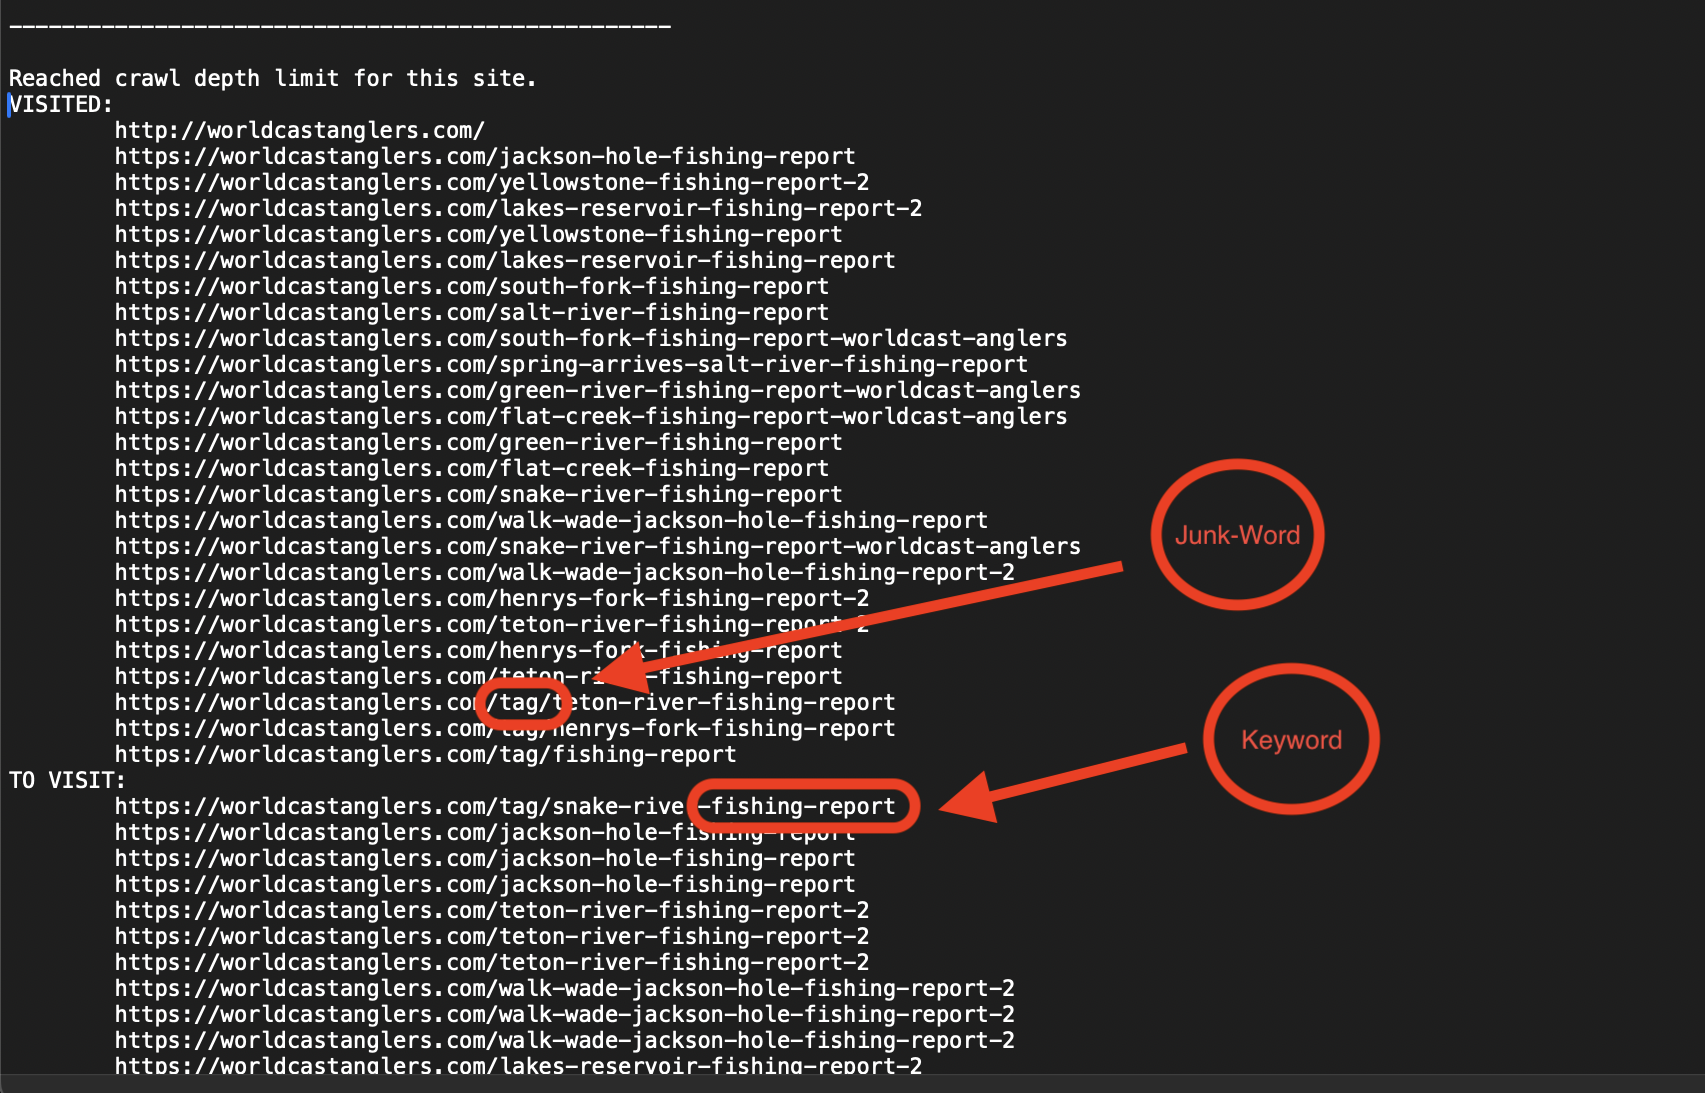 --------------------------------------------------
Reached crawl depth limit for this site.
VISITED:
http://worldcastanglers.com/
https://worldcastanglers.com/jackson-hole-fishing-report
https://worldcastanglers.com/yellowstone-fishing-report-2
https://worldcastanglers.com/lakes-reservoir-fishing-report-2
https://worldcastanglers.com/yellowstone-fishing-report
https://worldcastanglers.com/lakes-reservoir-fishing-report
https://worldcastanglers.com/south-fork-fishing-report
https://worldcastanglers.com/salt-river-fishing-report
https://worldcastanglers.com/south-fork-fishing-report-worldcast-anglers
https://worldcastanglers.com/spring-arrives-salt-river-fishing-report
https://worldcastanglers.com/green-river-fishing-report-worldcast-anglers
https://worldcastanglers.com/flat-creek-fishing-report-worldcast-anglers
https://worldcastanglers.com/green-river-fishing-report
https://worldcastanglers.com/flat-creek-fishing-report
https://worldcastanglers.com/snake-river-fishing-report
https://worldcastanglers.com/walk-wade-jackson-hole-fishing-report
Junk-Word
https://worldcastanglers.com/snake-river-fishing-report-worldcast-anglers
https://worldcastanglers.com/walk-wade-jackson-hole-fishing-report-2
https://worldcastanglers.com/henrys-fork-fishing-report-2
https://worldcastanglers.com/teton-river-fishing-report-2
https://worldcastanglers.com/henrys-fork-fishing-report
https://worldcastanglers.com/teton-river-fishing-report
https://worldcastanglers.com/tag/teton-river-fishing-report
https://worldcastanglers.com/tag/henrys-fork-fishing-report
Keyword
https://worldcastanglers.com/tag/fishing-report
TO VISIT:
https://worldcastanglers.com/tag/snake-river-fishing-report
https://worldcastanglers.com/jackson-hole-fishing-report
https://worldcastanglers.com/jackson-hole-fishing-report
https://worldcastanglers.com/jackson-hole-fishing-report
https://worldcastanglers.com/teton-river-fishing-report-2
https://worldcastanglers.com/teton-river-fishing-report-2
https://worldcastanglers.com/teton-river-fishing-report-2
https://worldcastanglers.com/walk-wade-jackson-hole-fishing-report-2
https://worldcastanglers.com/walk-wade-jackson-hole-fishing-report-2
https://worldcastanglers.com/walk-wade-jackson-hole-fishing-report-2
https://worldcastanglers.com/lakes-reservoir-fishing-report-2